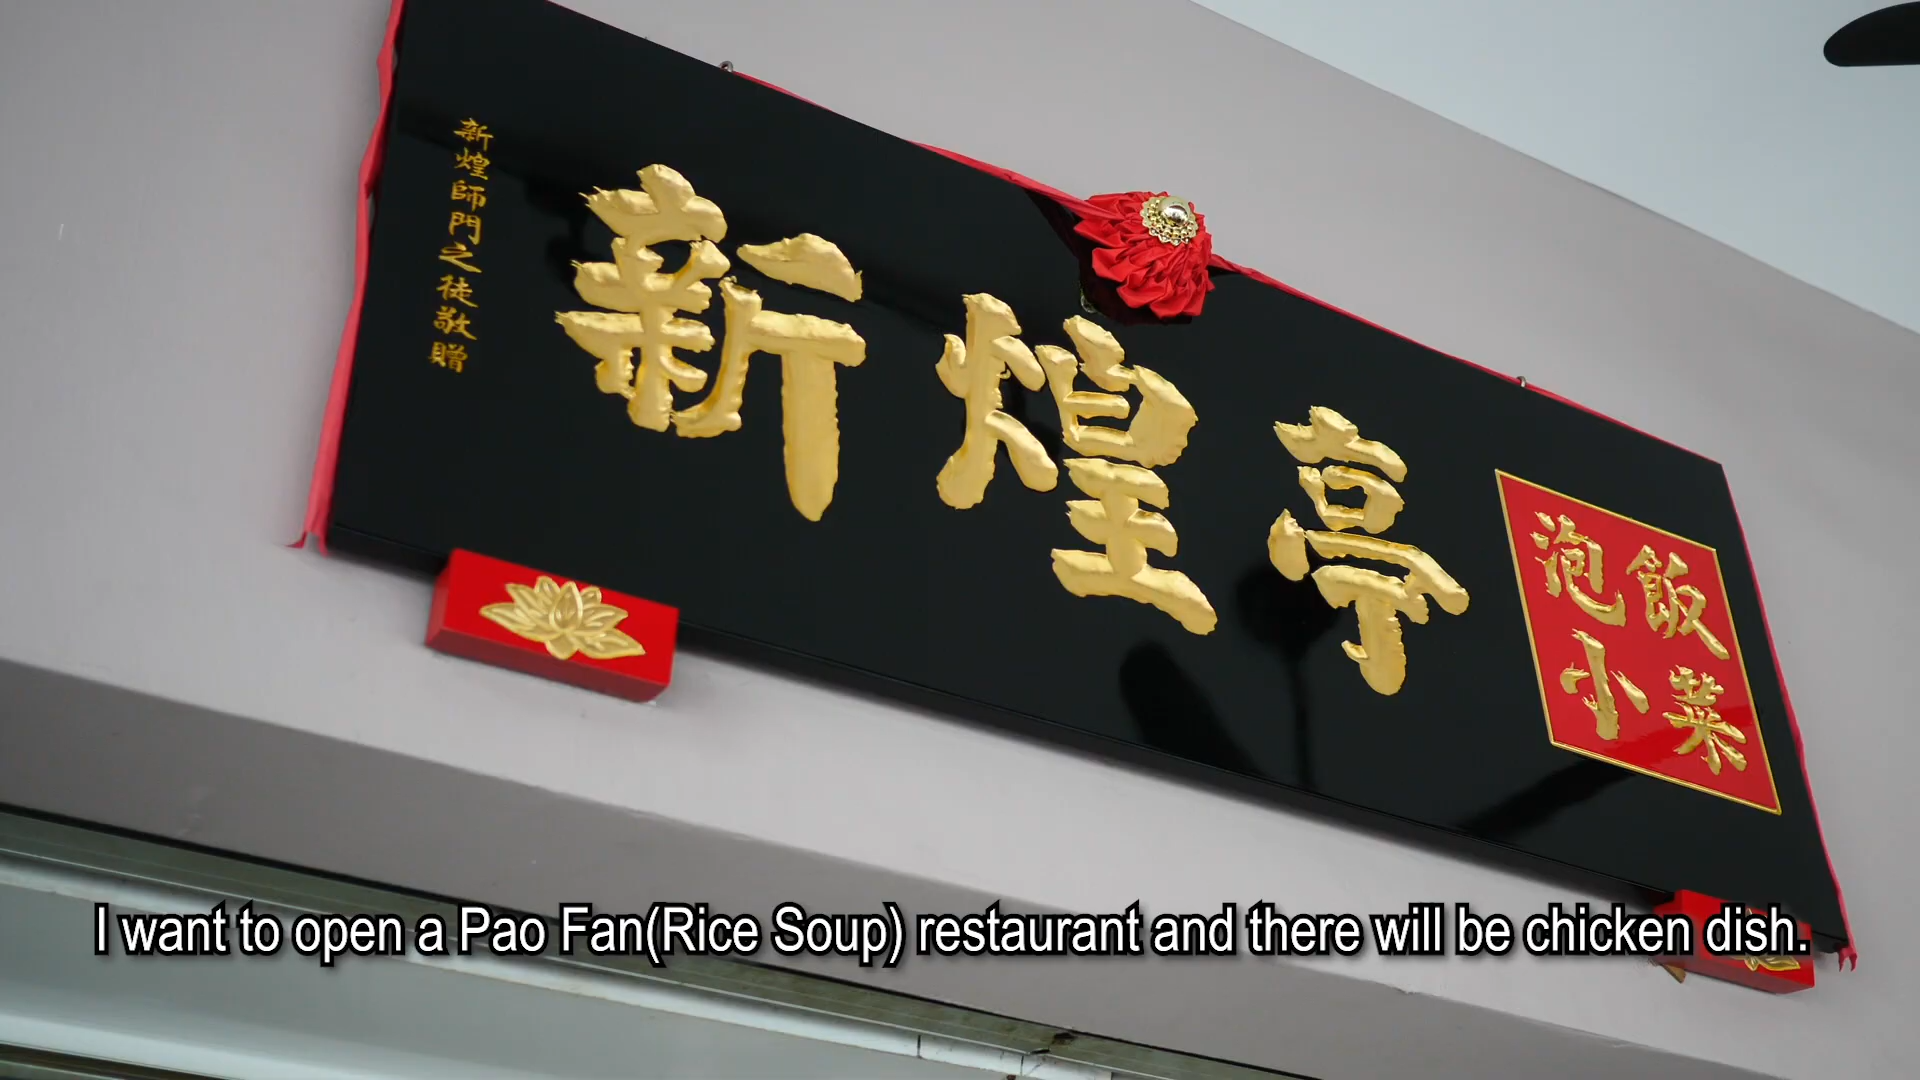 新煌師門之徒敬贈
新煌亭
泡飯
小菜
I want to open a Pao Fan(Rice Soup) restaurant and there will be chicken dish.